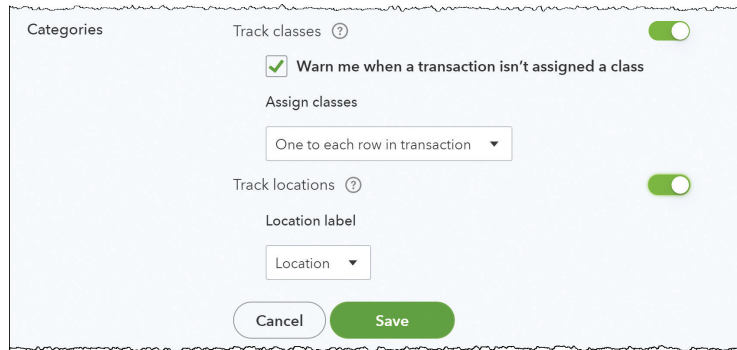 Categories
Track classes ?
Warn me when a transaction isn't assigned a class
Assign classes
One to each row in transaction
Track locations ?
Location label
Location
Cancel Save